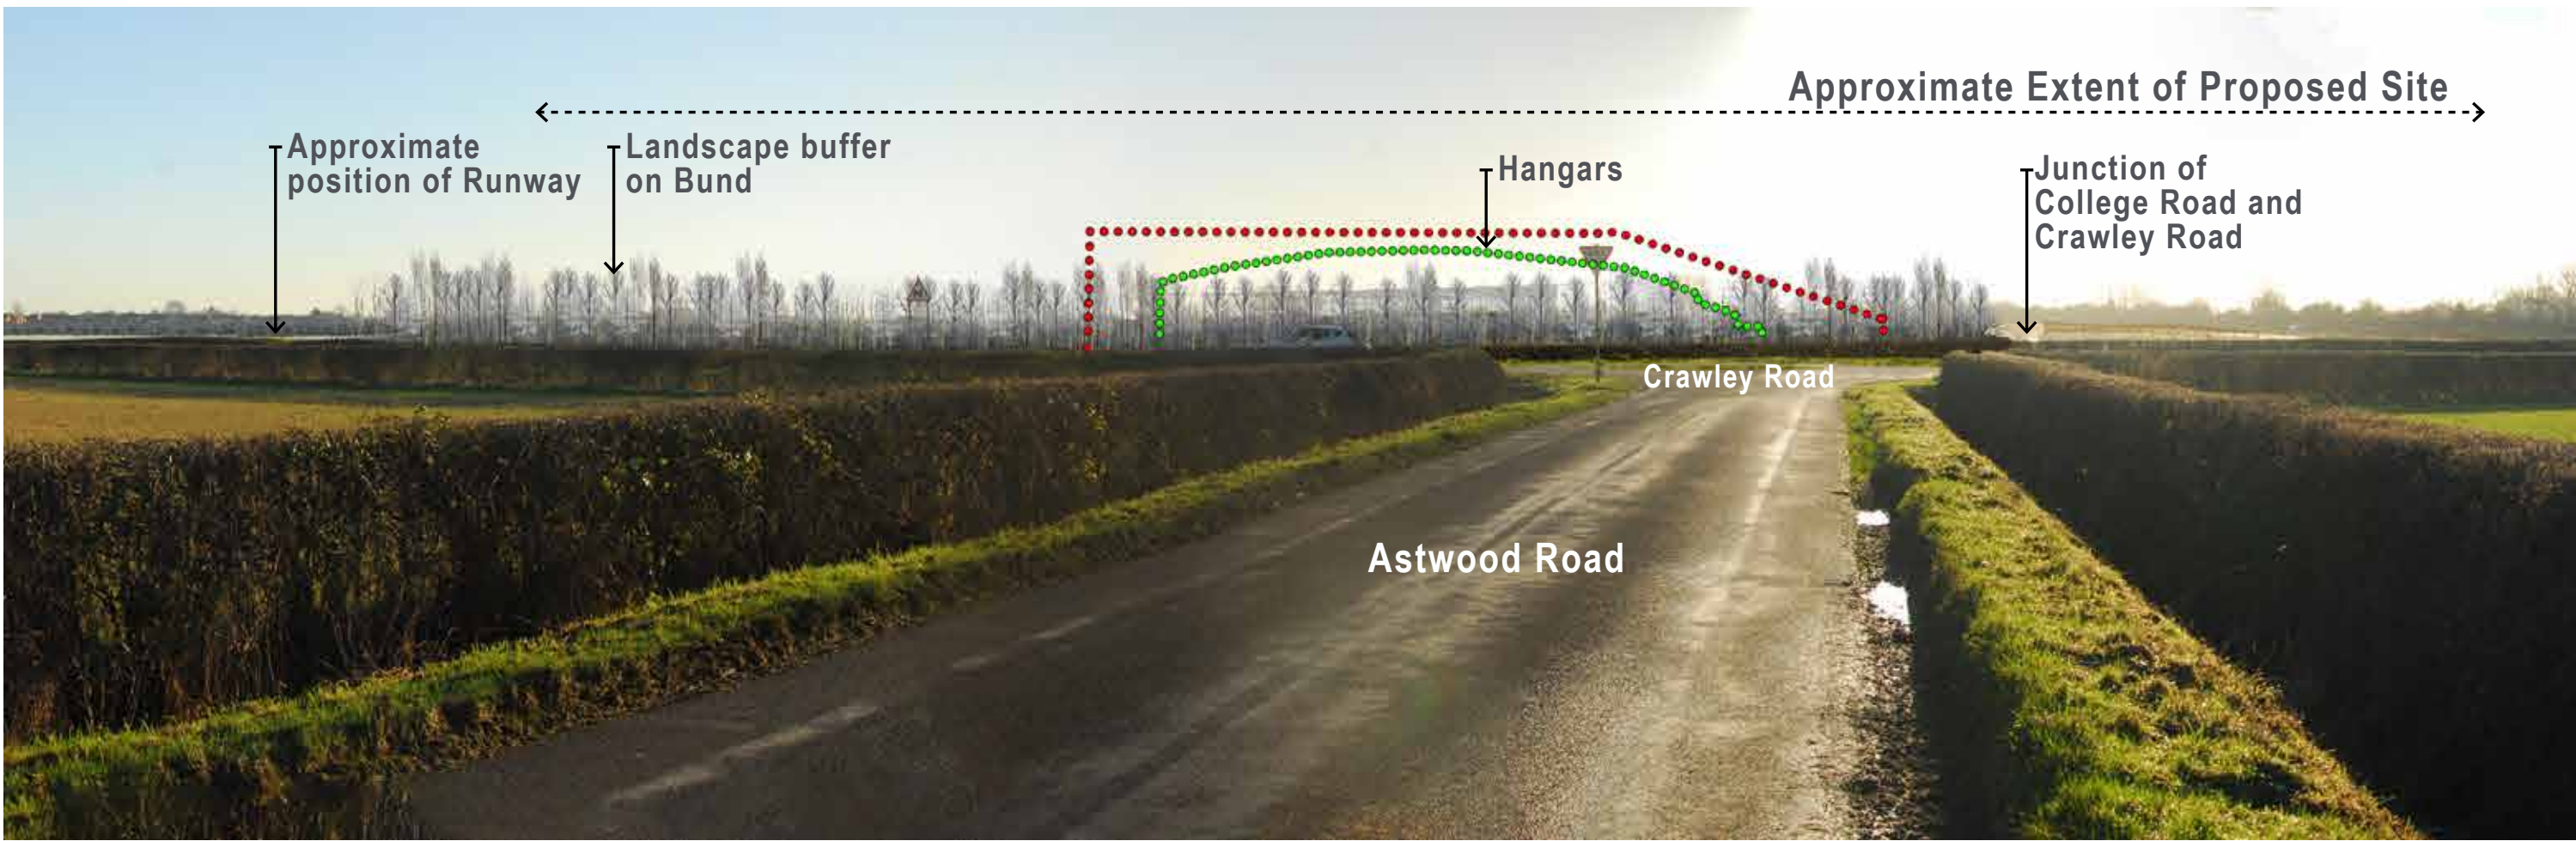 Approximate Extent of Proposed Site
Approximate
position of Runway
Landscape buffer
on Bund
Hangars
Junction of
College Road and
Crawley Road
Crawley Road
Astwood Road